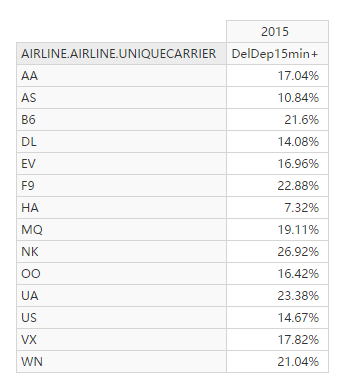 2015
AIRLINE.AIRLINE.UNIQUECARRIER DelDep15min+
AA 17.04%
AS 10.84%
B6 21.6%
DL 14.08%
EV 16.96%
F9 22.88%
HA 7.32%
MQ 19.11%
NK 26.92%
OO 16.42%
UA 23.38%
US 14.67%
VX 17.82%
WN 21.04%